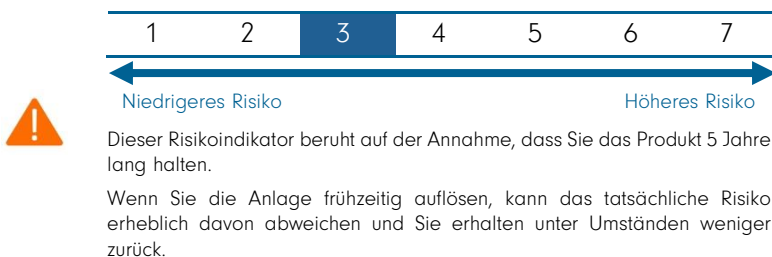 1 2 3 4 5 6 7
Niedrigeres Risiko Höheres Risiko
Dieser Risikoindikator beruht auf der Annahme, dass Sie das Produkt 5 Jahre
lang halten.
Wenn Sie die Anlage frühzeitig auflösen, kann das tatsächliche Risiko
erheblich davon abweichen und Sie erhalten unter Umständen weniger
zurück.